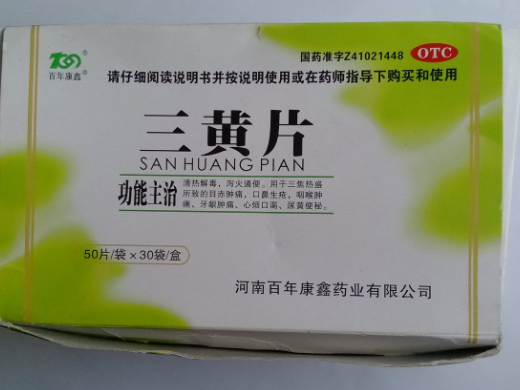 百年康鑫®
国药准字Z41021448 OTC
请仔细阅读说明书并按说明使用或在药师指导下购买和使用
三黄片
SAN HUANG PIAN
功能主治
清热解毒，泻火通便。用于三焦热盛
所致的目赤肿痛、口鼻生疮、咽喉肿
痛、牙龈肿痛、心烦口渴、尿黄便秘。
50片/袋×30袋/盒
河南百年康鑫药业有限公司